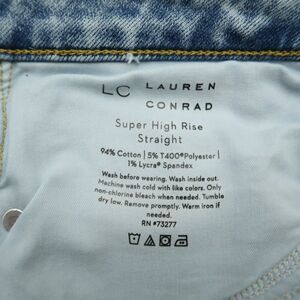 LC LAUREN
CONRAD
Super High Rise
Straight
94% Cotton | 5% T400® Polyester |
1% Lycra® Spandex
Wash before wearing. Wash inside out.
Machine wash cold with like colors. Only
non-chlorine bleach when needed. Tumble
dry low. Remove promptly. Warm iron if
needed.
RN #73277